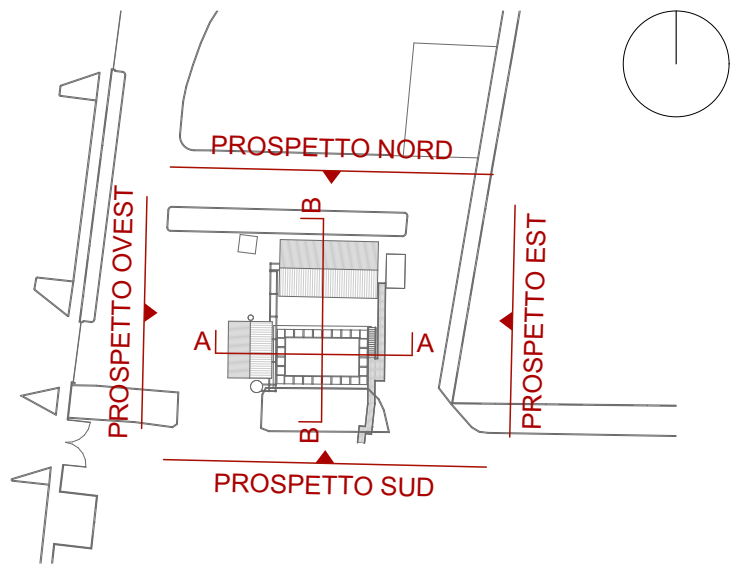 PROSPETTO NORD
B
PROSPETTO OVEST
PROSPETTO EST
A
A
B
PROSPETTO SUD